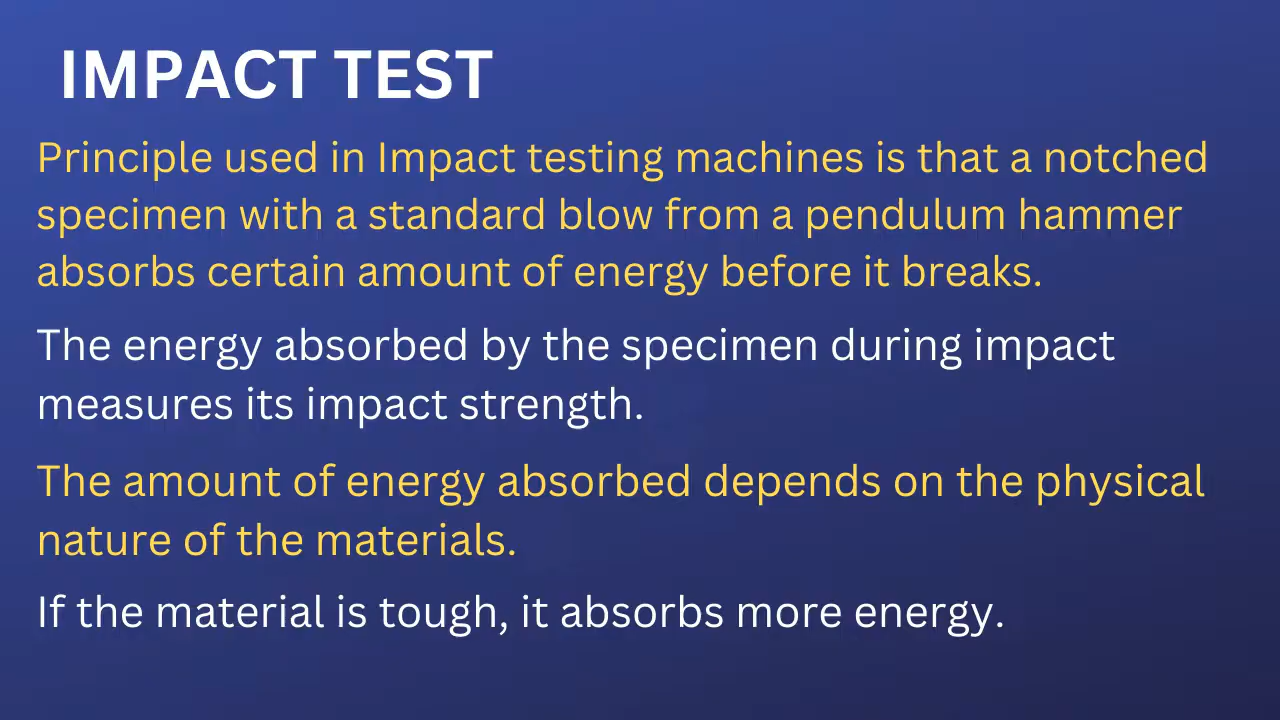 IMPACT TEST
Principle used in Impact testing machines is that a notched
specimen with a standard blow from a pendulum hammer
absorbs certain amount of energy before it breaks.
The energy absorbed by the specimen during impact
measures its impact strength.
The amount of energy absorbed depends on the physical
nature of the materials.
If the material is tough, it absorbs more energy.